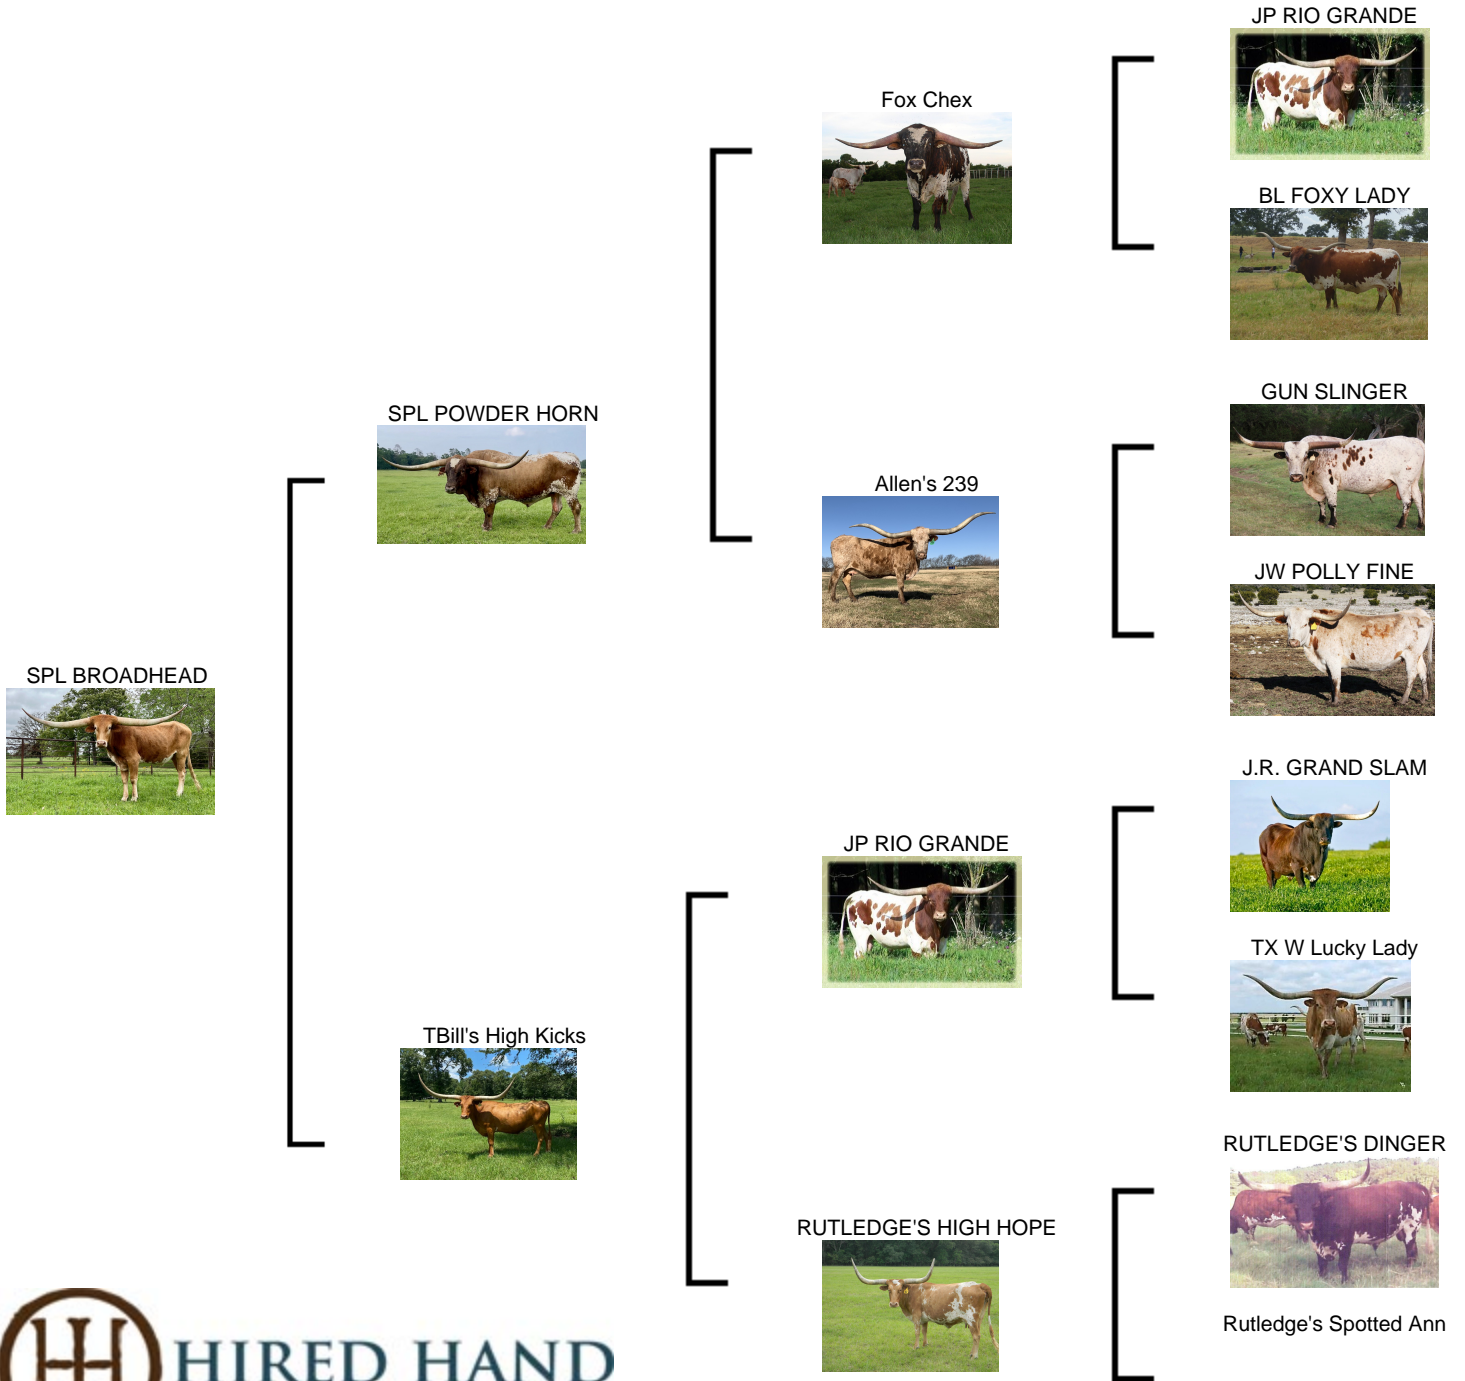 JP RIO GRANDE
Fox Chex
BL FOXY LADY
GUN SLINGER
SPL POWDER HORN
Allen's 239
JW POLLY FINE
SPL BROADHEAD
J.R. GRAND SLAM
JP RIO GRANDE
TX W Lucky Lady
TBill's High Kicks
RUTLEDGE'S DINGER
RUTLEDGE'S HIGH HOPE
Rutledge's Spotted Ann
HIRED HAND